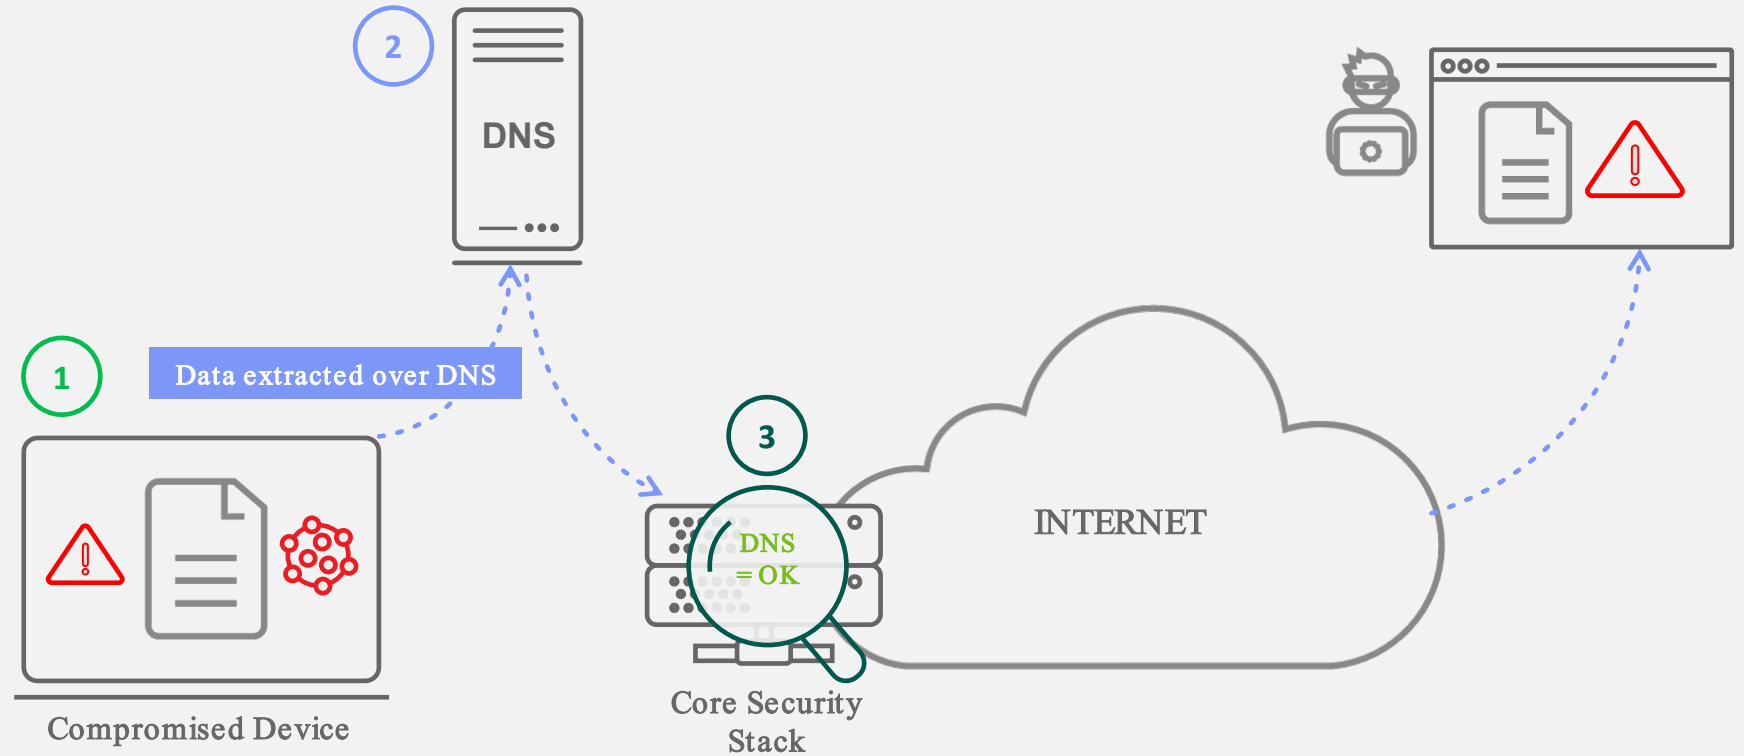 2
DNS
1
Data extracted over DNS
3
DNS
= OK
INTERNET
Core Security
Stack
Compromised Device